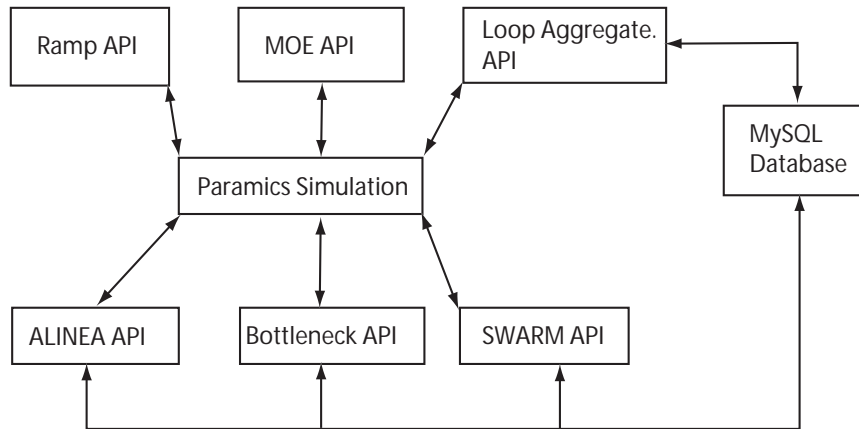 Ramp API
MOE API
Loop Aggregate.
API
MySQL
Database
Paramics Simulation
ALINEA API
Bottleneck API
SWARM API